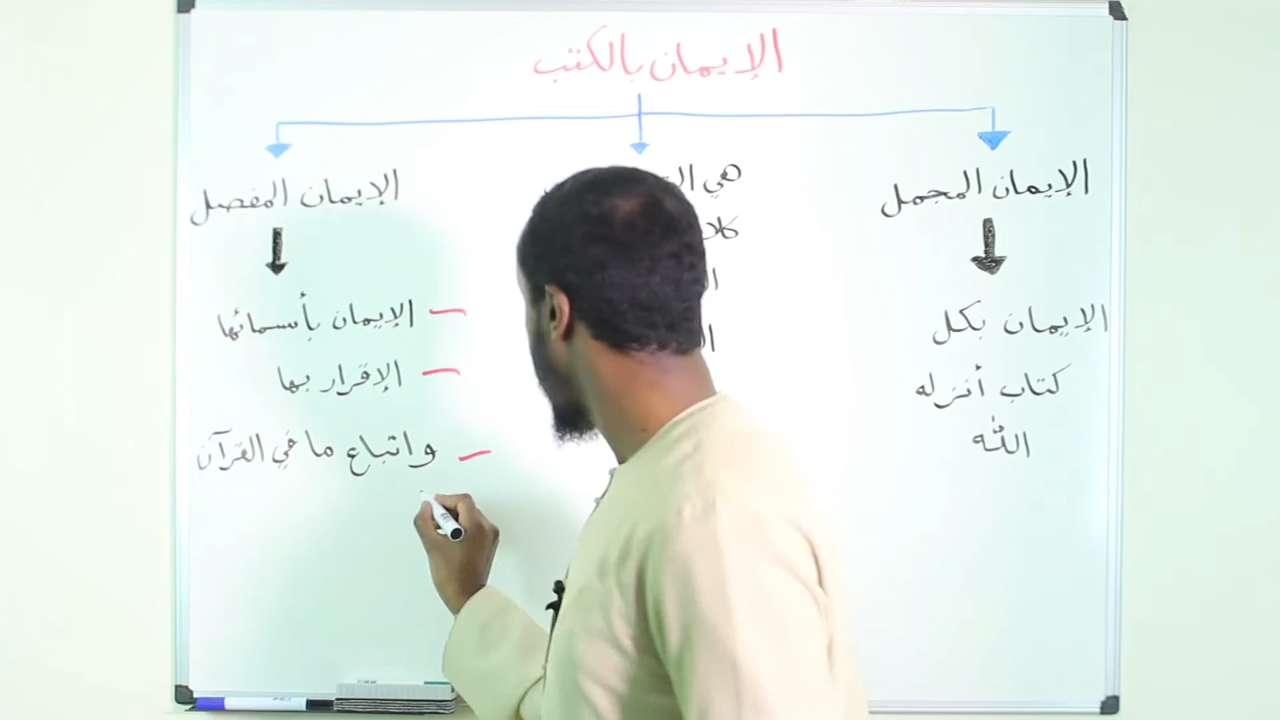 الإيمان بالكتب
الإيمان المجمل
الإيمان بكل
كتاب أنزله
الله
هي
الإيمان المفصل
الإيمان بأسمائها
الإقرار بها
واتباع ما في القرآن